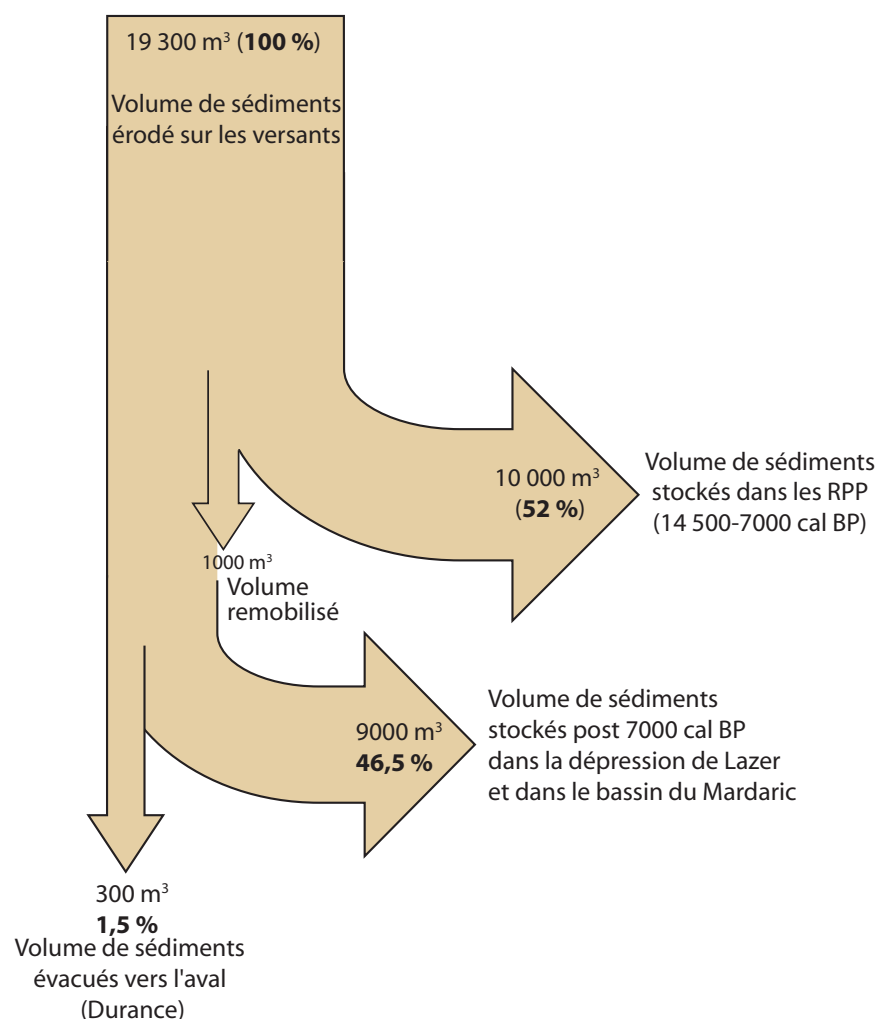 19 300 m³ (100 %)
Volume de sédiments
érodé sur les versants
10 000 m³
(52 %)
Volume de sédiments
stockés dans les RPP
(14 500-7000 cal BP)
1000 m³
Volume
remobilisé
9000 m³
46,5 %
Volume de sédiments
stockés post 7000 cal BP
dans la dépression de Lazer
et dans le bassin du Mardaric
300 m³
1,5 %
Volume de sédiments
évacués vers l'aval
(Durance)